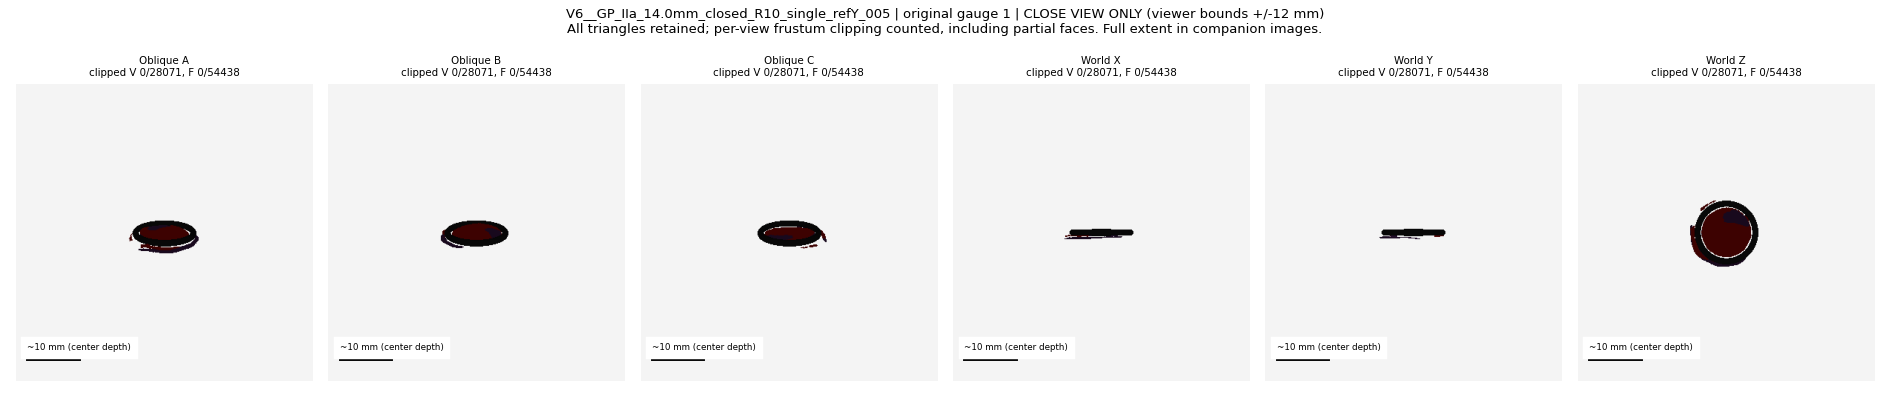 V6__GP_IIa_14.0mm_closed_R10_single_refY_005 | original gauge 1 | CLOSE VIEW ONLY (viewer bounds +/-12 mm)
All triangles retained; per-view frustum clipping counted, including partial faces. Full extent in companion images.
Oblique A
clipped V 0/28071, F 0/54438
Oblique B
clipped V 0/28071, F 0/54438
Oblique C
clipped V 0/28071, F 0/54438
World X
clipped V 0/28071, F 0/54438
World Y
clipped V 0/28071, F 0/54438
World Z
clipped V 0/28071, F 0/54438
~10 mm (center depth)
~10 mm (center depth)
~10 mm (center depth)
~10 mm (center depth)
~10 mm (center depth)
~10 mm (center depth)